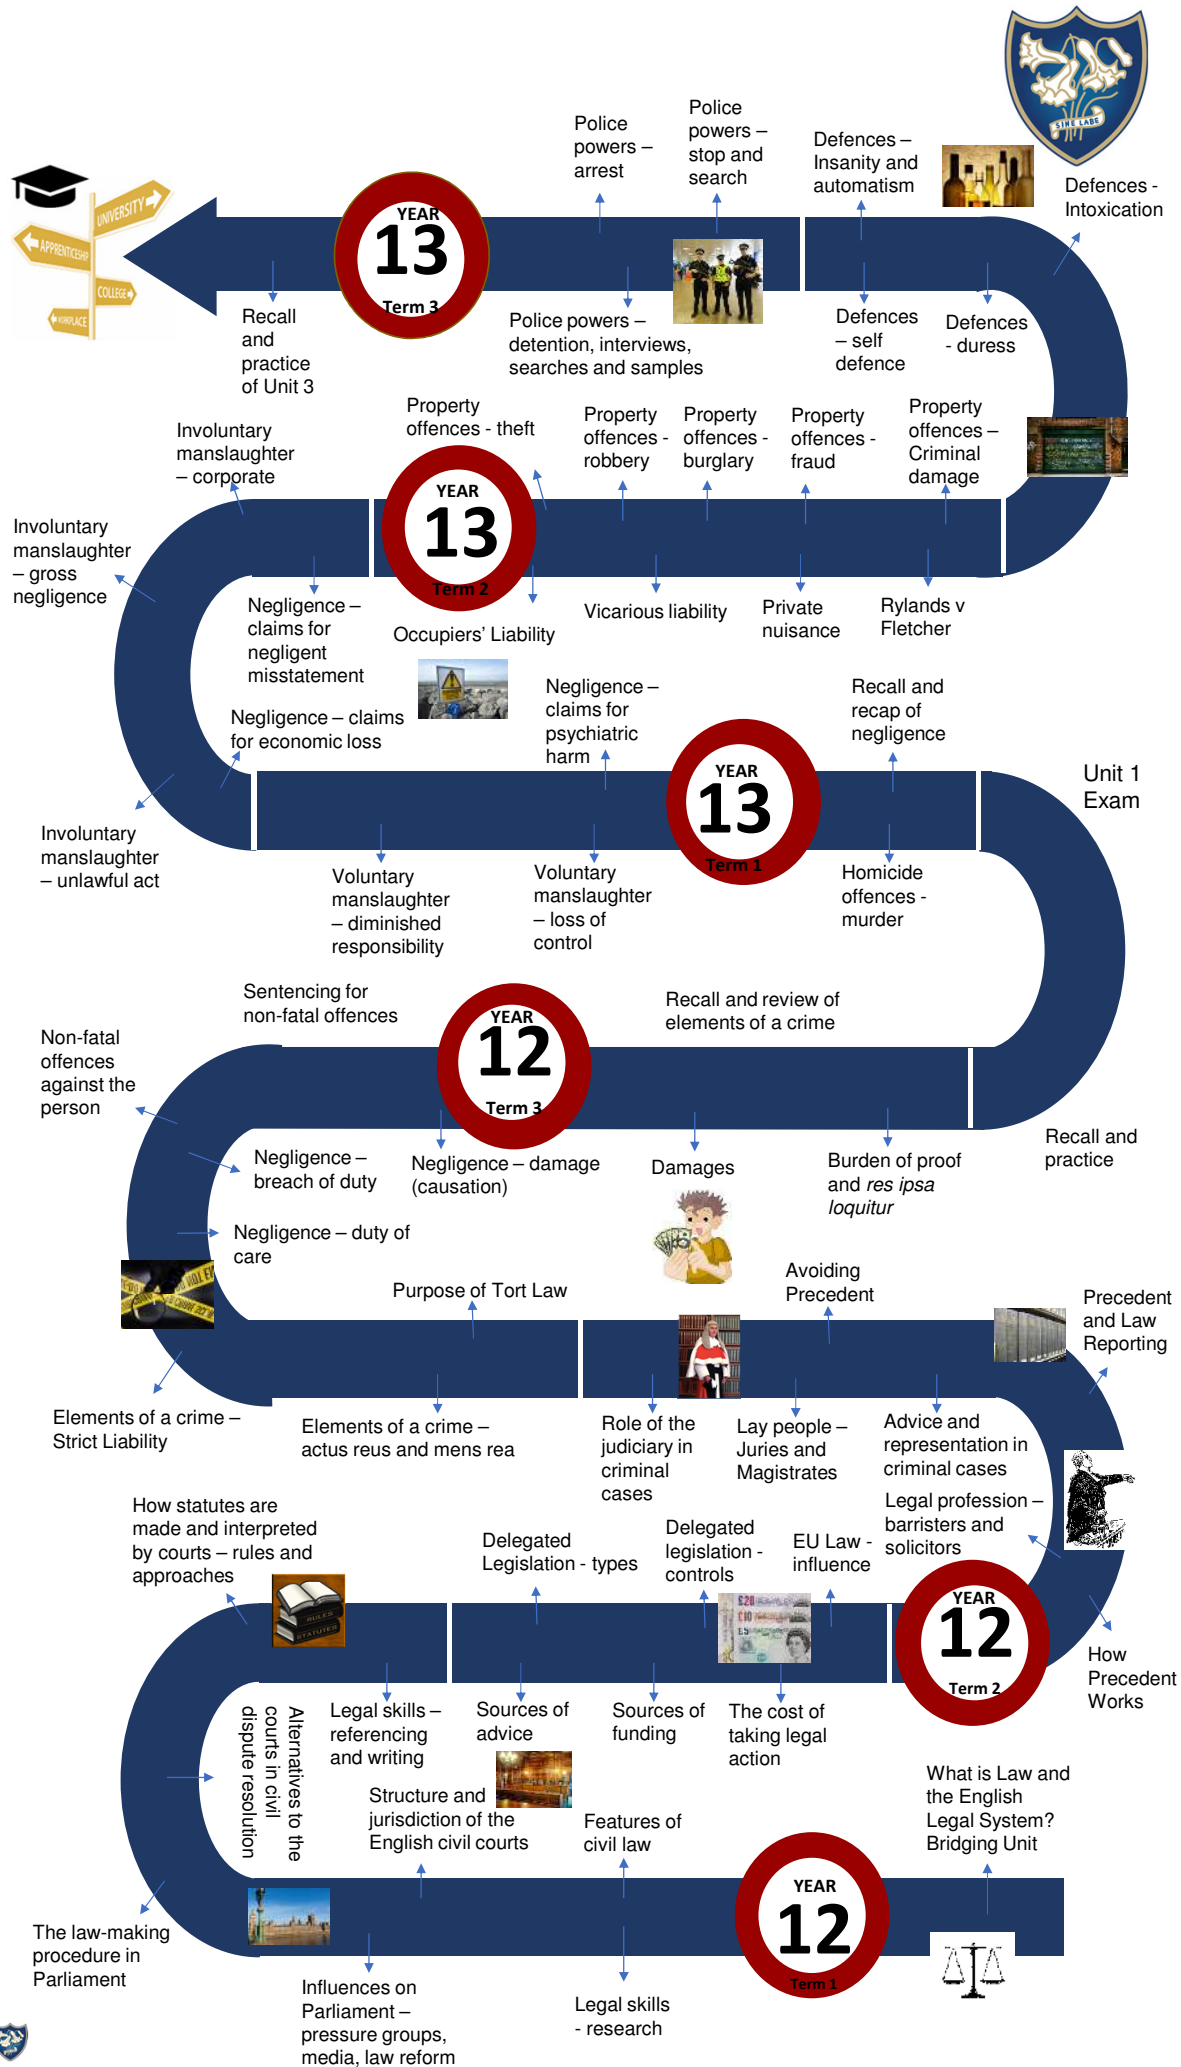 SINE LABE
Police
powers –
arrest
Police
powers –
stop and
search
Defences –
Insanity and
automatism
Defences -
Intoxication
UNIVERSITY
APPRENTICESHIP
COLLEGE
WORKPLACE
YEAR
13
Term 3
Recall
and
practice
of Unit 3
Police powers –
detention, interviews,
searches and samples
Defences
– self
defence
Defences
- duress
Involuntary
manslaughter
– corporate
Property
offences - theft
Property
offences -
robbery
Property
offences -
burglary
Property
offences -
fraud
Property
offences –
Criminal
damage
YEAR
13
Term 2
Involuntary
manslaughter
– gross
negligence
Negligence –
claims for
negligent
misstatement
Occupiers' Liability
Vicarious liability
Private
nuisance
Rylands v
Fletcher
Negligence – claims
for economic loss
Negligence –
claims for
psychiatric
harm
Recall and
recap of
negligence
YEAR
13
Term 1
Unit 1
Exam
Involuntary
manslaughter
– unlawful act
Voluntary
manslaughter
– diminished
responsibility
Voluntary
manslaughter
– loss of
control
Homicide
offences -
murder
Sentencing for
non-fatal offences
Recall and review of
elements of a crime
YEAR
12
Term 3
Non-fatal
offences
against the
person
Negligence –
breach of duty
Negligence – damage
(causation)
Damages
Burden of proof
and res ipsa
loquitur
Recall and
practice
Negligence – duty of
care
Purpose of Tort Law
Avoiding
Precedent
Precedent
and Law
Reporting
Elements of a crime –
Strict Liability
Elements of a crime –
actus reus and mens rea
Role of the
judiciary in
criminal
cases
Lay people –
Juries and
Magistrates
Advice and
representation in
criminal cases
Legal profession –
barristers and
solicitors
How statutes are
made and interpreted
by courts – rules and
approaches
RULES
STATUTES
Delegated
Legislation - types
Delegated
legislation -
controls
EU Law -
influence
£20
£10
£5
YEAR
12
Term 2
How
Precedent
Works
Alternatives to the
courts in civil
dispute resolution
Legal skills –
referencing
and writing
Sources of
advice
Sources of
funding
The cost of
taking legal
action
Structure and
jurisdiction of the
English civil courts
Features of
civil law
What is Law and
the English
Legal System?
Bridging Unit
YEAR
12
Term 1
The law-making
procedure in
Parliament
Influences on
Parliament –
pressure groups,
media, law reform
Legal skills
- research